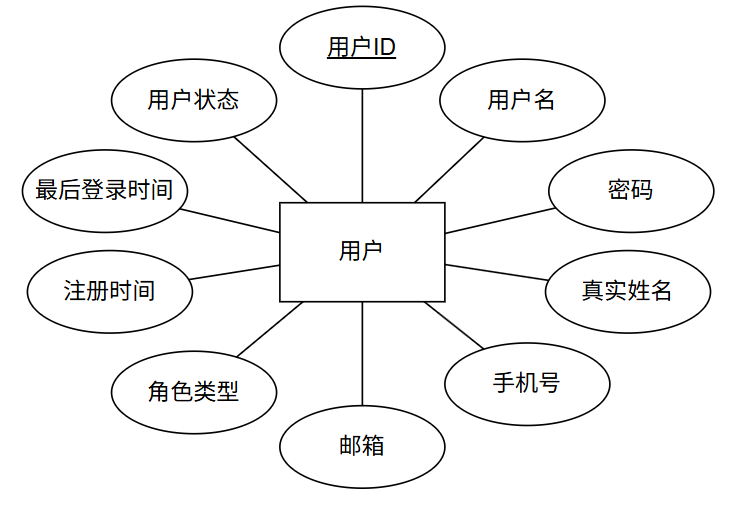 用户ID
用户状态
用户名
最后登录时间
密码
用户
注册时间
真实姓名
角色类型
手机号
邮箱